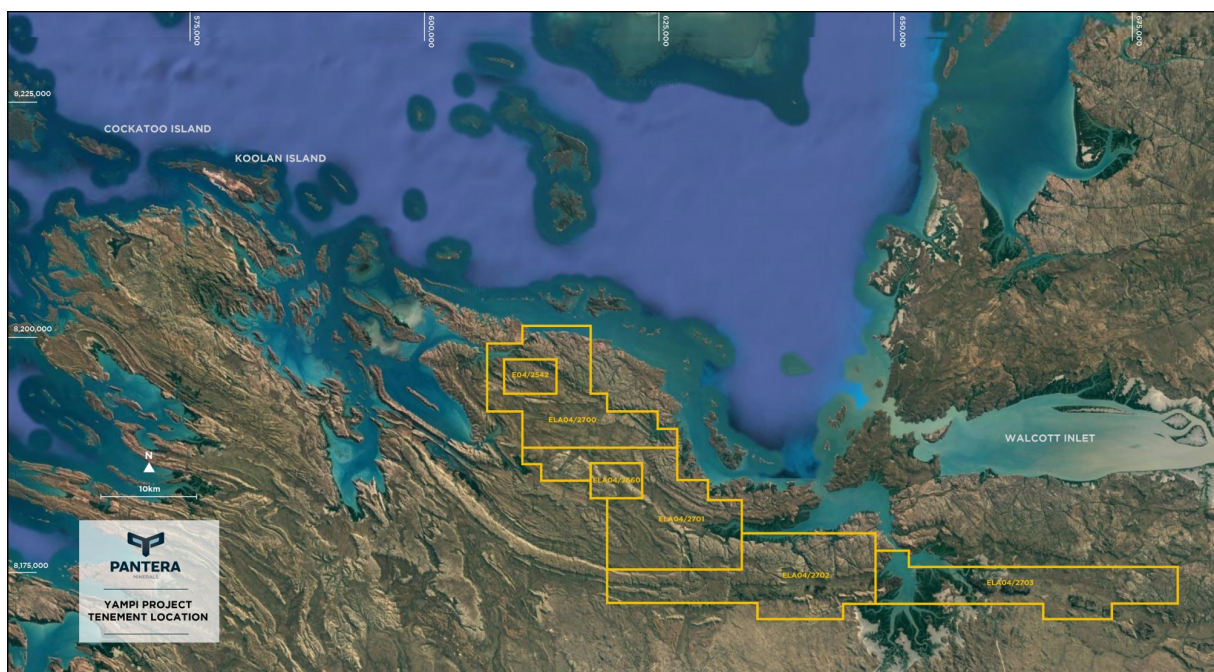 575,000
600,000
625,000
650,000
675,000
8,225,000
COCKATOO ISLAND
KOOLAN ISLAND
8,200,000
E04/2542
ELA04/2700
WALCOTT INLET
N
10km
ELA04/2660
ELA04/2701
PANTERA
MINERALS
8,175,000
ELA04/2702
ELA04/2703
YAMPI PROJECT
TENEMENT LOCATION